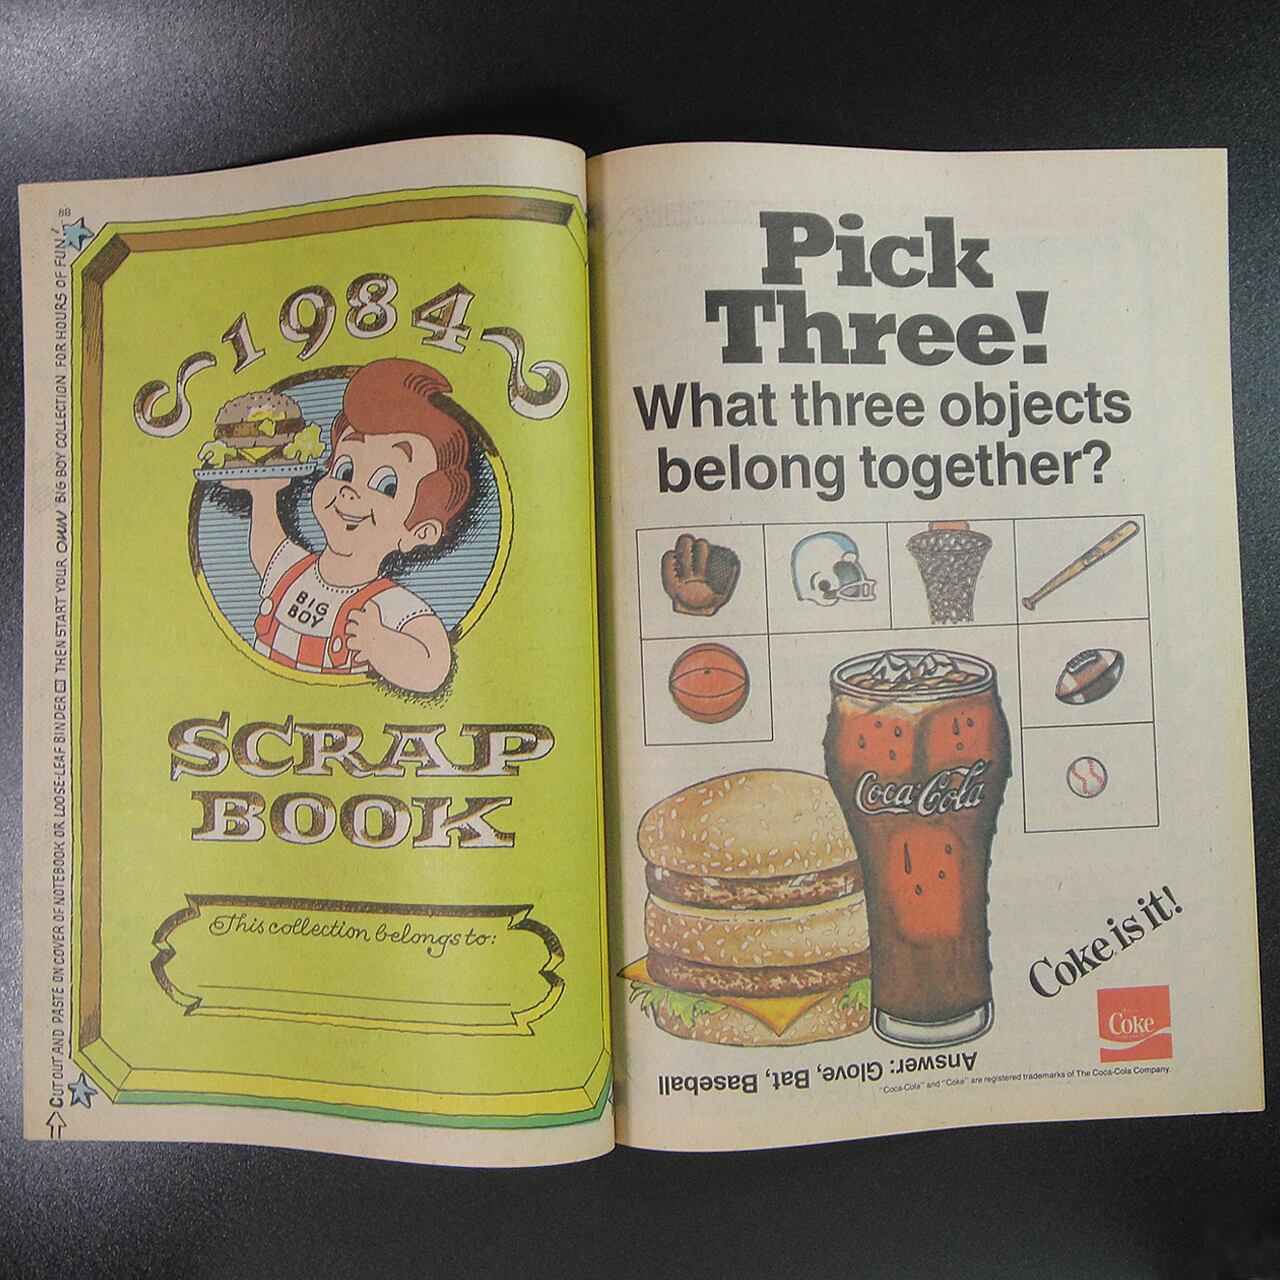 88
CUT OUT AND PASTE ON COVER OF NOTEBOOK OR LOOSE-LEAF BINDER THEN START YOUR OWN BIG BOY COLLECTION FOR HOURS OF FUN!
1984
BIG
BOY
SCRAP
BOOK
This collection belongs to:
Pick
Three!
What three objects
belong together?
Coca-Cola
Coke is it!
Coke
Answer: Glove, Bat, Baseball
"Coca-Cola" and "Coke" are registered trademarks of The Coca-Cola Company.